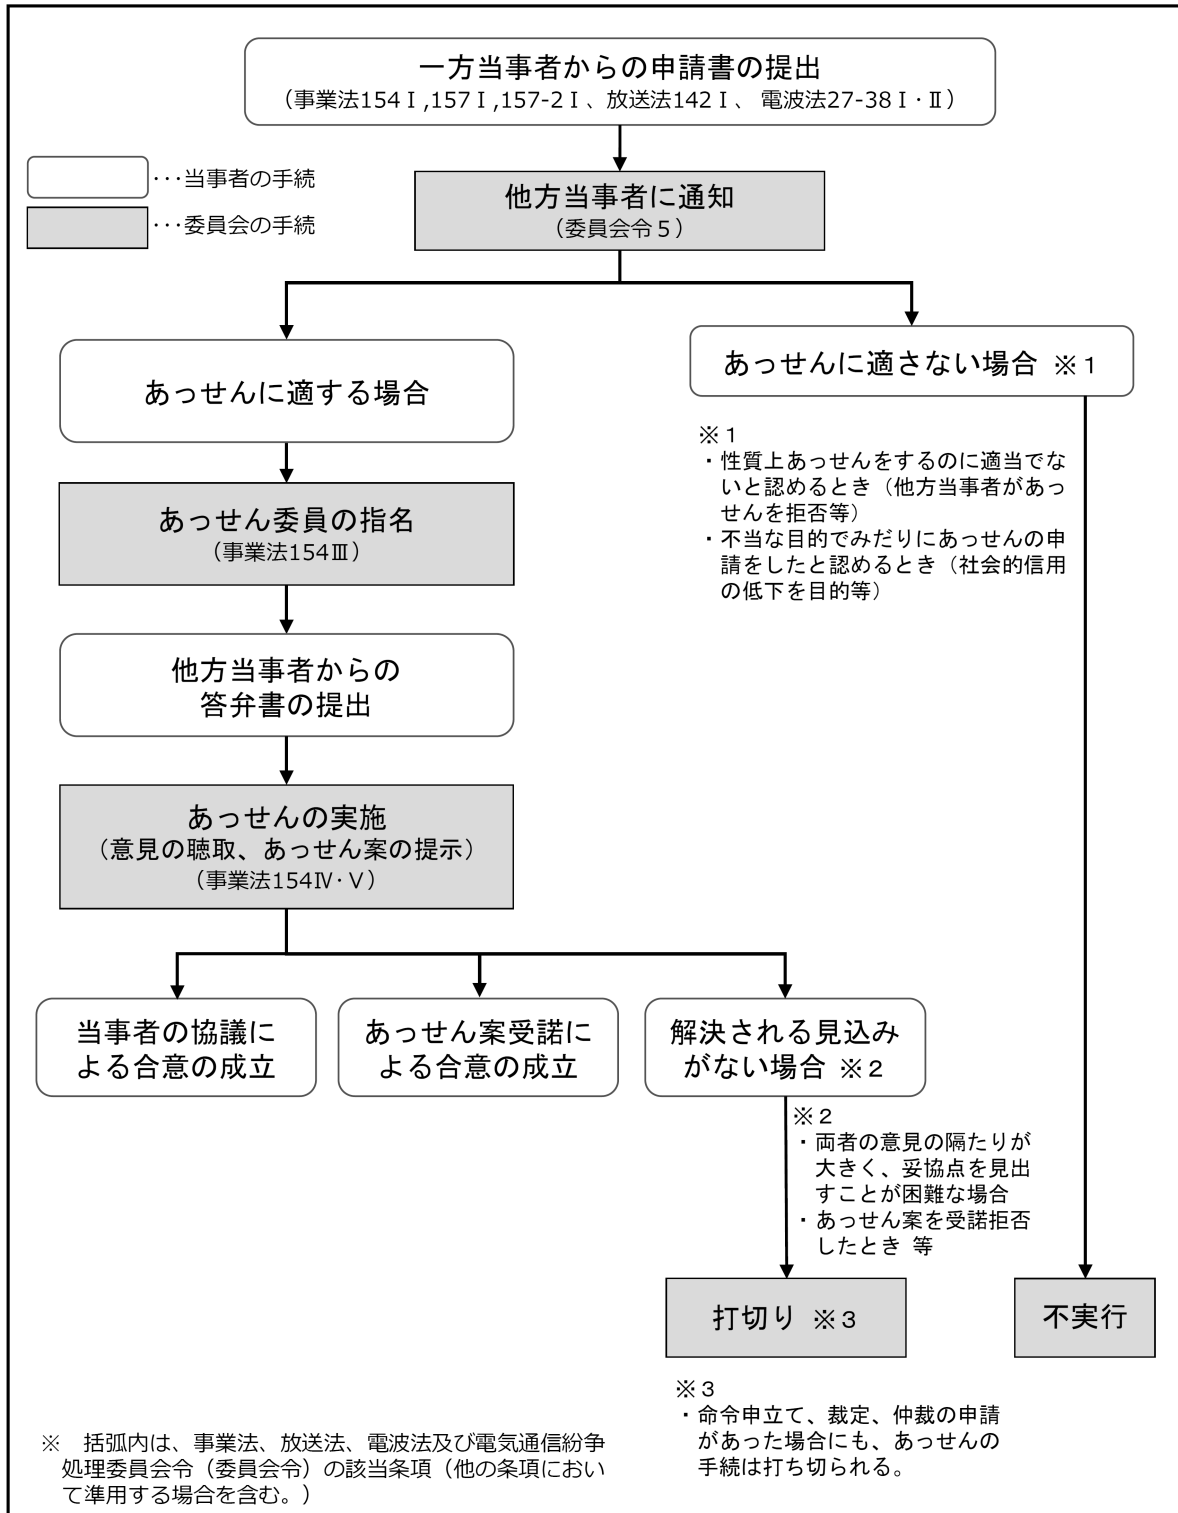 一方当事者からの申請書の提出
（事業法154Ⅰ,157Ⅰ,157-2Ⅰ、放送法142Ⅰ、 電波法27-38Ⅰ・Ⅱ）
･･･当事者の手続
･･･委員会の手続
他方当事者に通知
（委員会令５）
あっせんに適する場合
あっせんに適さない場合 ※１
※１
・性質上あっせんをするのに適当でな
いと認めるとき（他方当事者があっ
せんを拒否等）
・不当な目的でみだりにあっせんの申
請をしたと認めるとき（社会的信用
の低下を目的等）
あっせん委員の指名
（事業法154Ⅲ）
他方当事者からの
答弁書の提出
あっせんの実施
（意見の聴取、あっせん案の提示）
（事業法154Ⅳ･Ⅴ）
当事者の協議に
よる合意の成立
あっせん案受諾に
よる合意の成立
解決される見込み
がない場合 ※２
※２
・両者の意見の隔たりが
大きく、妥協点を見出
すことが困難な場合
・あっせん案を受諾拒否
したとき 等
打切り ※３
不実行
※３
・命令申立て、裁定、仲裁の申請
があった場合にも、あっせんの
手続は打ち切られる。
※　括弧内は、事業法、放送法、電波法及び電気通信紛争
処理委員会令（委員会令）の該当条項（他の条項におい
て準用する場合を含む。）